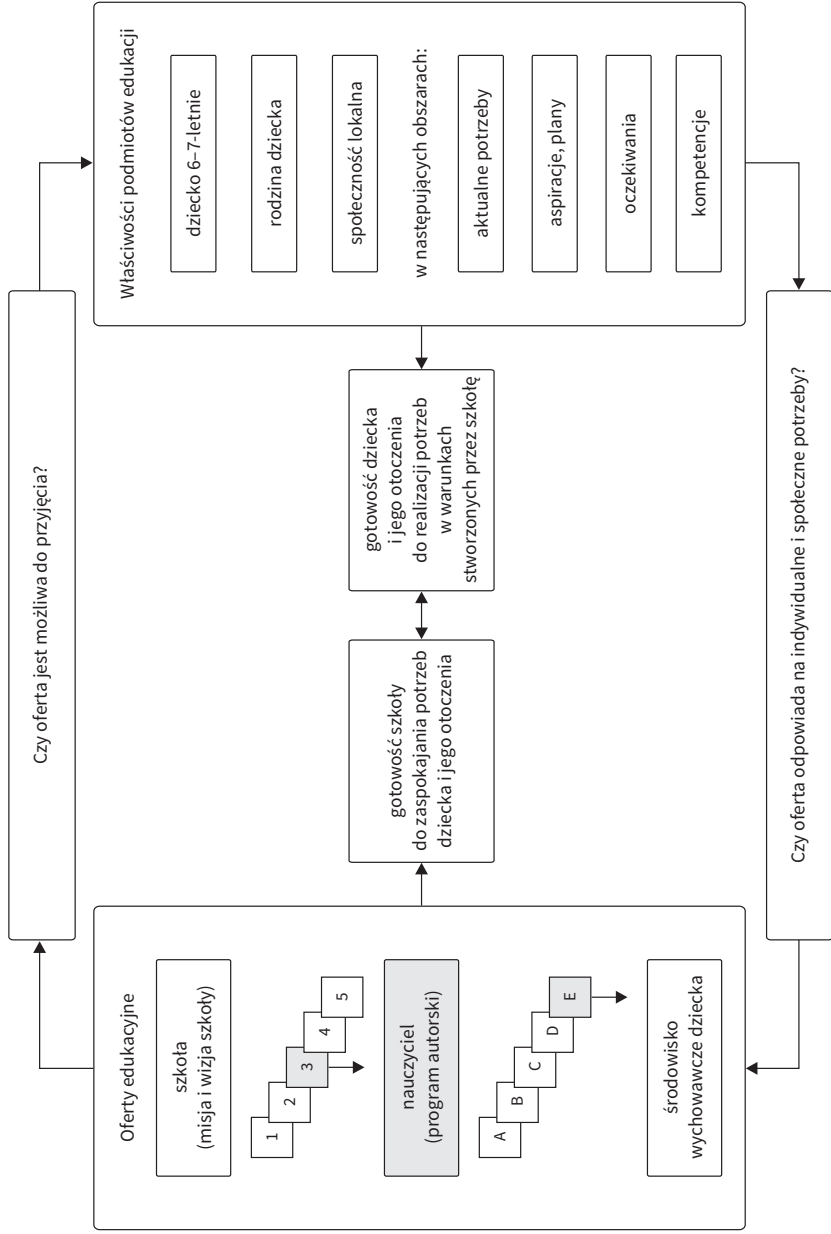 Czy oferta jest możliwa do przyjęcia?
Oferty edukacyjne
szkoła
(misja i wizja szkoły)
1
2
3
4
5
nauczyciel
(program autorski)
A
B
C
D
E
środowisko
wychowawcze dziecka
gotowość szkoły
do zaspokajania potrzeb
dziecka i jego otoczenia
gotowość dziecka
i jego otoczenia
do realizacji potrzeb
w warunkach
stworzonych przez szkołę
Właściwości podmiotów edukacji
dziecko 6–7-letnie
rodzina dziecka
społeczność lokalna
w następujących obszarach:
aktualne potrzeby
aspiracje, plany
oczekiwania
kompetencje
Czy oferta odpowiada na indywidualne i społeczne potrzeby?